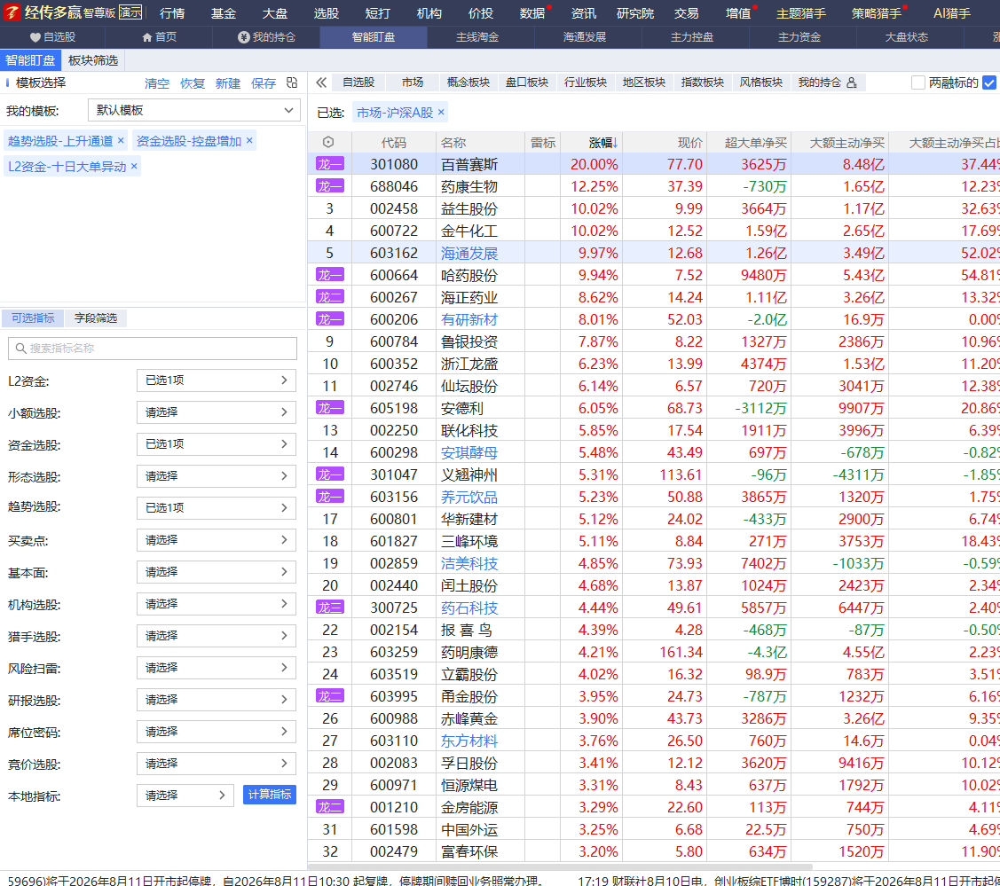 经传多赢 智尊版 演示 行情 基金 大盘 选股 短打 机构 价投 数据 资讯 研究院 交易 增值 主题猎手 策略猎手 AI猎手
自选股 首页 我的持仓 智能盯盘 主线淘金 海通发展 主力控盘 主力资金 大盘状态
智能盯盘 板块筛选
模板选择 清空 恢复 新建 保存
我的模板: 默认模板
趋势选股-上升通道 × 资金选股-控盘增加 ×
L2资金-十日大单异动 ×
可选指标 字段筛选
搜索指标名称
L2资金: 已选1项
小额选股: 请选择
资金选股: 已选1项
形态选股: 请选择
趋势选股: 已选1项
买卖点: 请选择
基本面: 请选择
机构选股: 请选择
猎手选股: 请选择
风险扫雷: 请选择
研报选股: 请选择
席位密码: 请选择
竞价选股: 请选择
本地指标: 请选择 计算指标
自选股 市场 概念板块 盘口板块 行业板块 地区板块 指数板块 风格板块 我的持仓 两融标的
已选: 市场-沪深A股 ×
代码 名称 雷标 涨幅↓ 现价 超大单净买 大额主动净买 大额主动净买占
龙一 301080 百普赛斯 20.00% 77.70 3625万 8.48亿 37.44%
龙一 688046 药康生物 12.25% 37.39 -730万 1.65亿 12.23%
3 002458 益生股份 10.02% 9.99 3664万 1.17亿 32.63%
4 600722 金牛化工 10.02% 12.52 1.59亿 2.65亿 17.69%
5 603162 海通发展 9.97% 12.68 1.26亿 3.49亿 52.02%
龙一 600664 哈药股份 9.94% 7.52 9480万 5.43亿 54.81%
龙二 600267 海正药业 8.62% 14.24 1.11亿 3.26亿 13.32%
龙一 600206 有研新材 8.01% 52.03 -2.0亿 16.9万 0.00%
9 600784 鲁银投资 7.87% 8.22 1327万 2386万 10.96%
10 600352 浙江龙盛 6.23% 13.99 4374万 1.53亿 11.20%
11 002746 仙坛股份 6.14% 6.57 720万 3041万 12.38%
龙一 605198 安德利 6.05% 68.73 -3112万 9907万 20.86%
13 002250 联化科技 5.85% 17.54 1911万 3996万 6.39%
14 600298 安琪酵母 5.48% 43.49 697万 -678万 -0.82%
龙一 301047 义翘神州 5.31% 113.61 -96万 -4311万 -1.85%
龙一 603156 养元饮品 5.23% 50.88 3865万 1320万 1.75%
17 600801 华新建材 5.12% 24.02 -433万 2900万 6.74%
18 601827 三峰环境 5.11% 8.84 271万 3753万 18.43%
19 002859 洁美科技 4.85% 73.93 7402万 -1033万 -0.59%
20 002440 闰土股份 4.68% 13.87 1024万 2423万 2.34%
龙三 300725 药石科技 4.44% 49.61 5857万 6447万 2.40%
22 002154 报 喜 鸟 4.39% 4.28 -468万 -87万 -0.50%
23 603259 药明康德 4.21% 161.34 -4.3亿 4.55亿 2.23%
24 603519 立霸股份 4.02% 16.32 98.9万 783万 3.51%
龙二 603995 甬金股份 3.95% 24.73 -787万 1232万 6.16%
26 600988 赤峰黄金 3.90% 43.73 3286万 3.26亿 9.35%
27 603110 东方材料 3.76% 26.50 760万 14.6万 0.04%
28 002083 孚日股份 3.41% 12.12 3620万 9416万 10.12%
29 600971 恒源煤电 3.31% 8.43 637万 1792万 10.02%
龙二 001210 金房能源 3.29% 22.60 113万 744万 4.11%
31 601598 中国外运 3.25% 6.68 22.5万 750万 4.69%
32 002479 富春环保 3.20% 5.80 634万 1520万 11.90%
59696)将于2026年8月11日开市起停牌，自2026年8月11日10:30 起复牌，停牌期间赎回业务照常办理。 17:19 财联社8月10日电，创业板综ETF博时(159287)将于2026年8月11日开市起